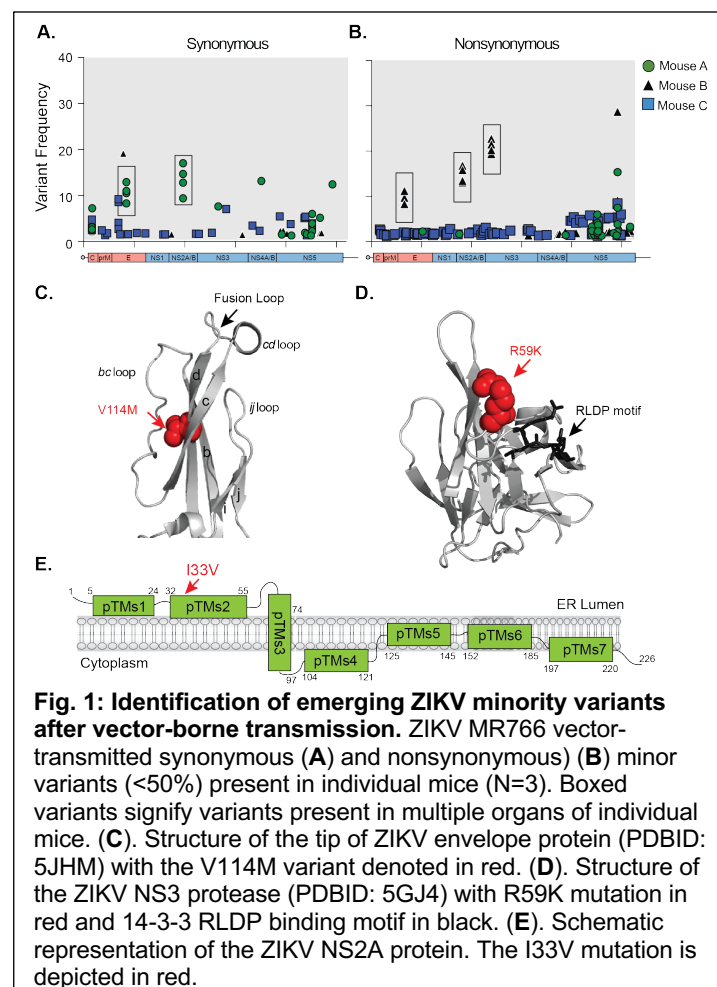 A.
Synonymous
B.
Nonsynonymous
Mouse A
Mouse B
Mouse C
40
30
20
10
0
Variant Frequency
C prM E NS1 NS2A/B NS3 NS4A/B NS5
C prM E NS1 NS2A/B NS3 NS4A/B NS5
C.
Fusion Loop
cd loop
bc loop
d
c
V114M
ij loop
b
j
i
D.
R59K
RLDP motif
E.
I33V
1 5 24 32 55 74
pTMs1 pTMs2 pTMs3
ER Lumen
pTMs4 pTMs5 pTMs6 pTMs7
Cytoplasm
97 104 121 125 145 152 185 197 220 226
Fig. 1: Identification of emerging ZIKV minority variants
after vector-borne transmission. ZIKV MR766 vector-
transmitted synonymous (A) and nonsynonymous) (B) minor
variants (<50%) present in individual mice (N=3). Boxed
variants signify variants present in multiple organs of individual
mice. (C). Structure of the tip of ZIKV envelope protein (PDBID:
5JHM) with the V114M variant denoted in red. (D). Structure of
the ZIKV NS3 protease (PDBID: 5GJ4) with R59K mutation in
red and 14-3-3 RLDP binding motif in black. (E). Schematic
representation of the ZIKV NS2A protein. The I33V mutation is
depicted in red.